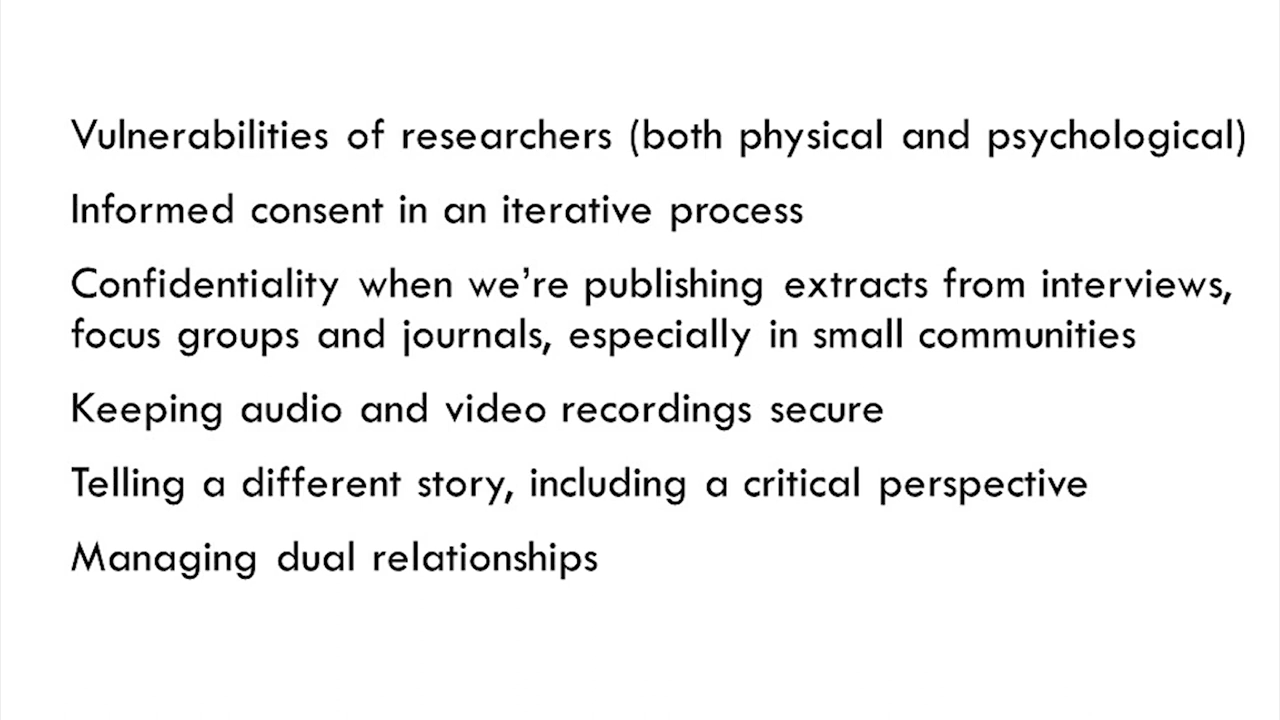 Vulnerabilities of researchers (both physical and psychological)
Informed consent in an iterative process
Confidentiality when we’re publishing extracts from interviews,
focus groups and journals, especially in small communities
Keeping audio and video recordings secure
Telling a different story, including a critical perspective
Managing dual relationships